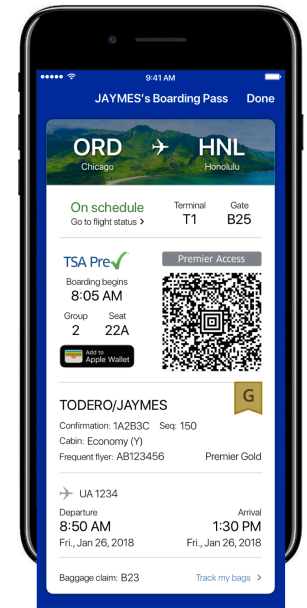 9:41 AM
JAYMES's Boarding Pass Done
ORD HNL
Chicago Honolulu
On schedule
Go to flight status >
Terminal Gate
T1 B25
TSA Pre
Premier Access
Boarding begins
8:05 AM
Group Seat
2 22A
Add to
Apple Wallet
G
TODERO/JAYMES
Confirmation: 1A2B3C Seq: 150
Cabin: Economy (Y)
Frequent flyer: AB123456 Premier Gold
UA 1234
Departure Arrival
8:50 AM 1:30 PM
Fri., Jan 26, 2018 Fri., Jan 26, 2018
Baggage claim: B23 Track my bags >